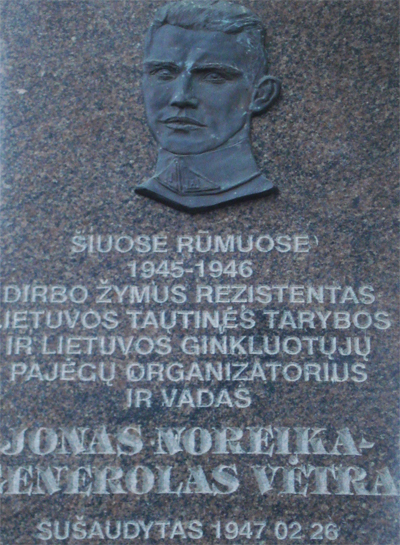 ŠIUOSE RŪMUOSE
1945-1946
DIRBO ŽYMUS REZISTENTAS
LIETUVOS TAUTINĖS TARYBOS
IR LIETUVOS GINKLUOTŲJŲ
PAJĖGŲ ORGANIZATORIUS
IR VADAS
JONAS NOREIKA-
GENEROLAS VĖTRA
SUŠAUDYTAS 1947 02 26